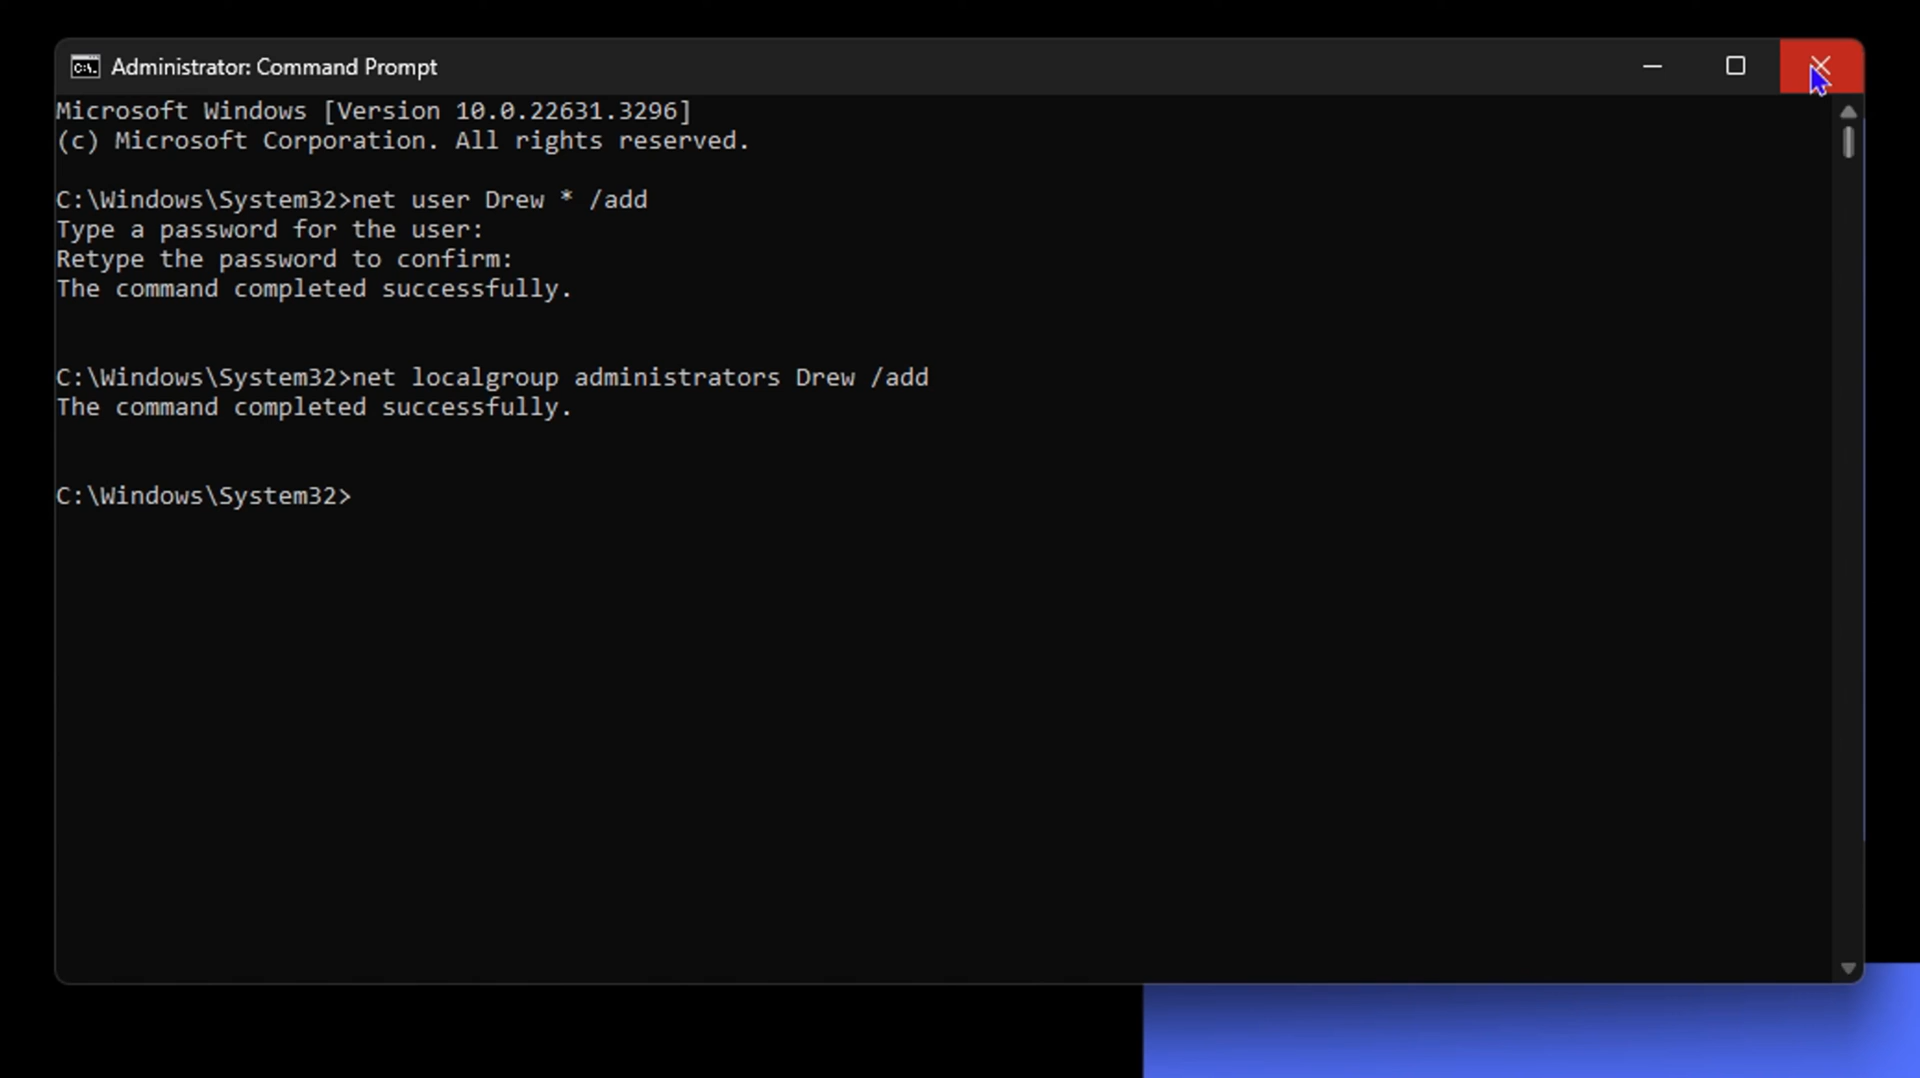 Administrator: Command Prompt
Microsoft Windows [Version 10.0.22631.3296]
(c) Microsoft Corporation. All rights reserved.
C:\Windows\System32>net user Drew * /add
Type a password for the user:
Retype the password to confirm:
The command completed successfully.
C:\Windows\System32>net localgroup administrators Drew /add
The command completed successfully.
C:\Windows\System32>